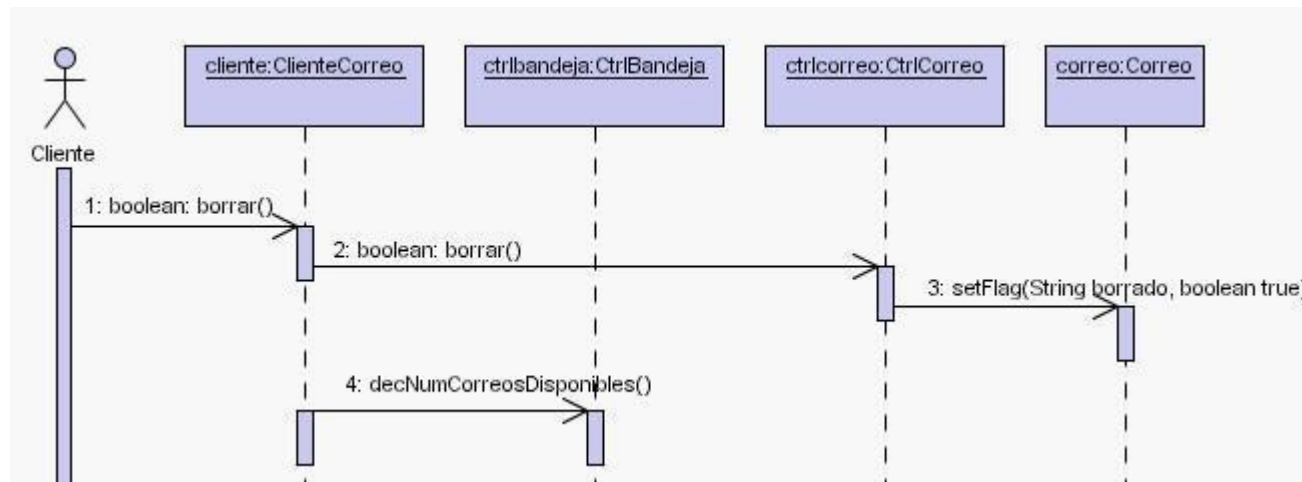 cliente:ClienteCorreo
ctrlbandeja:CtrlBandeja
ctrlcorreo:CtrlCorreo
correo:Correo
Cliente
1: boolean: borrar()
2: boolean: borrar()
3: setFlag(String borrado, boolean true)
4: decNumCorreosDisponibles()